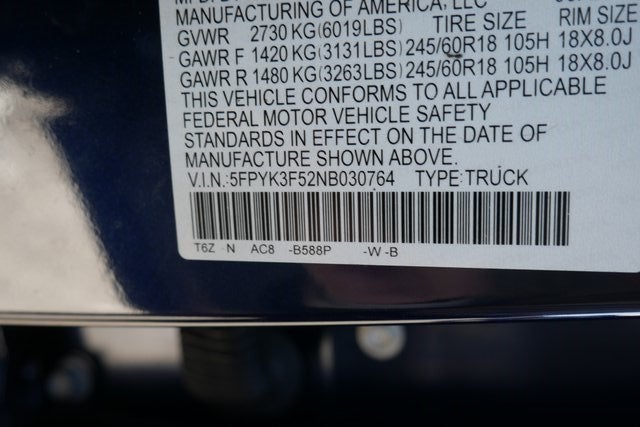 MANUFACTURING OF AMERICA, LLC
GVWR 2730 KG(6019LBS) TIRE SIZE RIM SIZE
GAWR F 1420 KG(3131LBS) 245/60R18 105H 18X8.0J
GAWR R 1480 KG(3263LBS) 245/60R18 105H 18X8.0J
THIS VEHICLE CONFORMS TO ALL APPLICABLE
FEDERAL MOTOR VEHICLE SAFETY
STANDARDS IN EFFECT ON THE DATE OF
MANUFACTURE SHOWN ABOVE.
V.I.N.:5FPYK3F52NB030764 TYPE:TRUCK
T6Z N AC8 -B588P -W -B